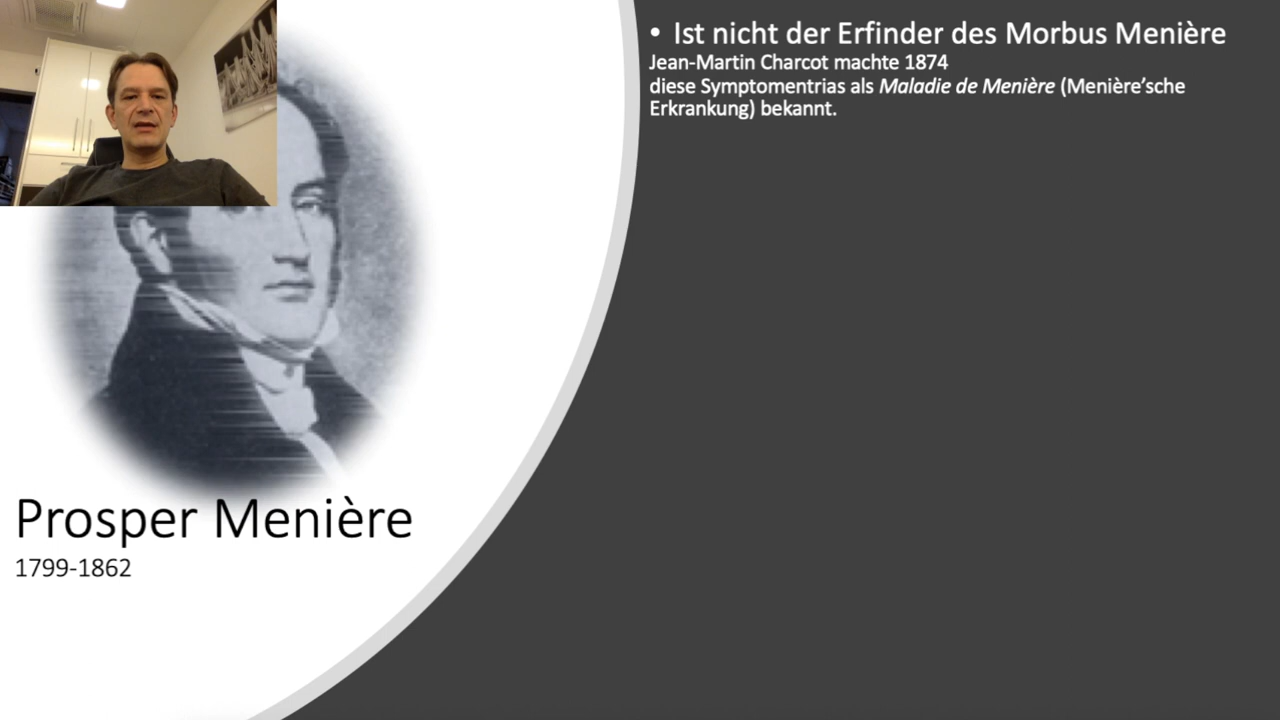 • Ist nicht der Erfinder des Morbus Menière
Jean-Martin Charcot machte 1874
diese Symptomentrias als Maladie de Menière (Menière’sche
Erkrankung) bekannt.
Prosper Menière
1799-1862